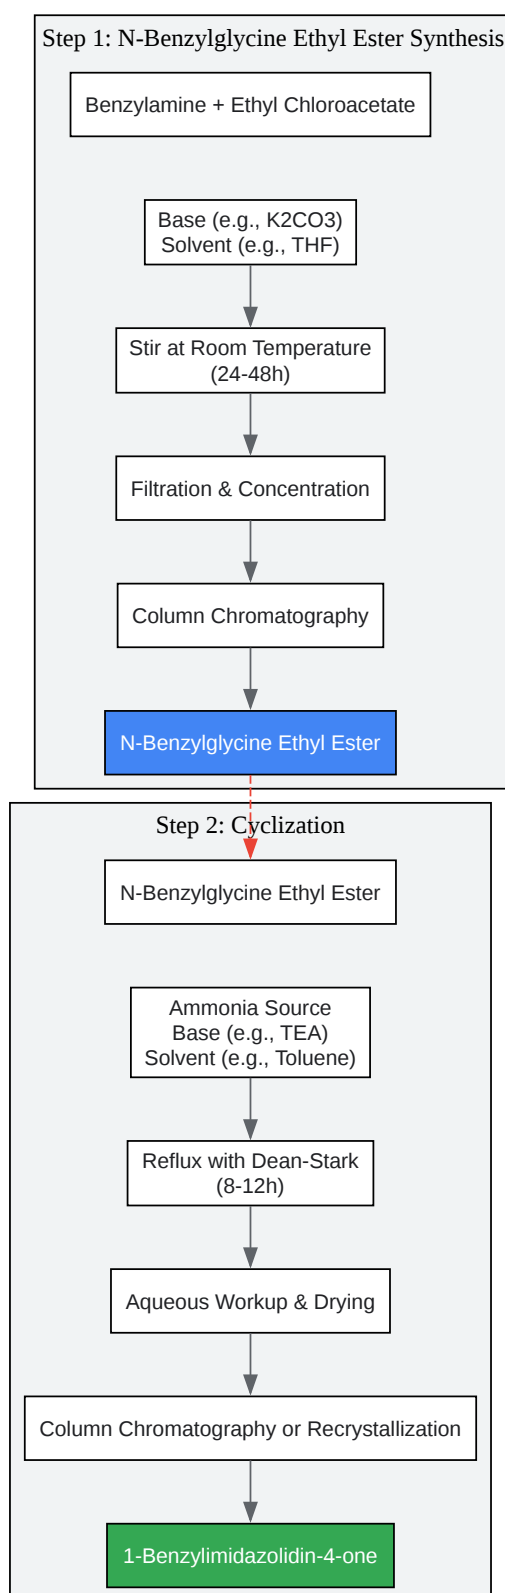 Step 1: N-Benzylglycine Ethyl Ester Synthesis
Benzylamine + Ethyl Chloroacetate
Base (e.g., K2CO3)
Solvent (e.g., THF)
Stir at Room Temperature
(24-48h)
Filtration & Concentration
Column Chromatography
N-Benzylglycine Ethyl Ester
Step 2: Cyclization
N-Benzylglycine Ethyl Ester
Ammonia Source
Base (e.g., TEA)
Solvent (e.g., Toluene)
Reflux with Dean-Stark
(8-12h)
Aqueous Workup & Drying
Column Chromatography or Recrystallization
1-Benzylimidazolidin-4-one